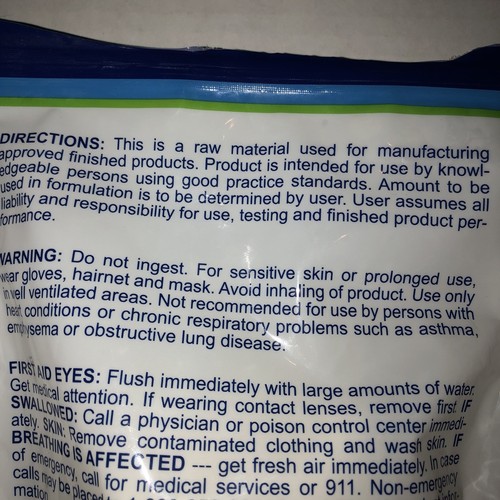 DIRECTIONS: This is a raw material used for manufacturing
approved finished products. Product is intended for use by knowl-
edgeable persons using good practice standards. Amount to be
used in formulation is to be determined by user. User assumes all
liability and responsibility for use, testing and finished product per-
formance.
WARNING: Do not ingest. For sensitive skin or prolonged use,
wear gloves, hairnet and mask. Avoid inhaling of product. Use only
in well ventilated areas. Not recommended for use by persons with
heart conditions or chronic respiratory problems such as asthma,
emphysema or obstructive lung disease.
FIRST AID EYES: Flush immediately with large amounts of water.
Get medical attention. If wearing contact lenses, remove first. IF
SWALLOWED: Call a physician or poison control center immedi-
ately. SKIN: Remove contaminated clothing and wash skin. IF
BREATHING IS AFFECTED --- get fresh air immediately. In case
of emergency, call for medical services or 911. Non-emergency
calls may be placed
mation